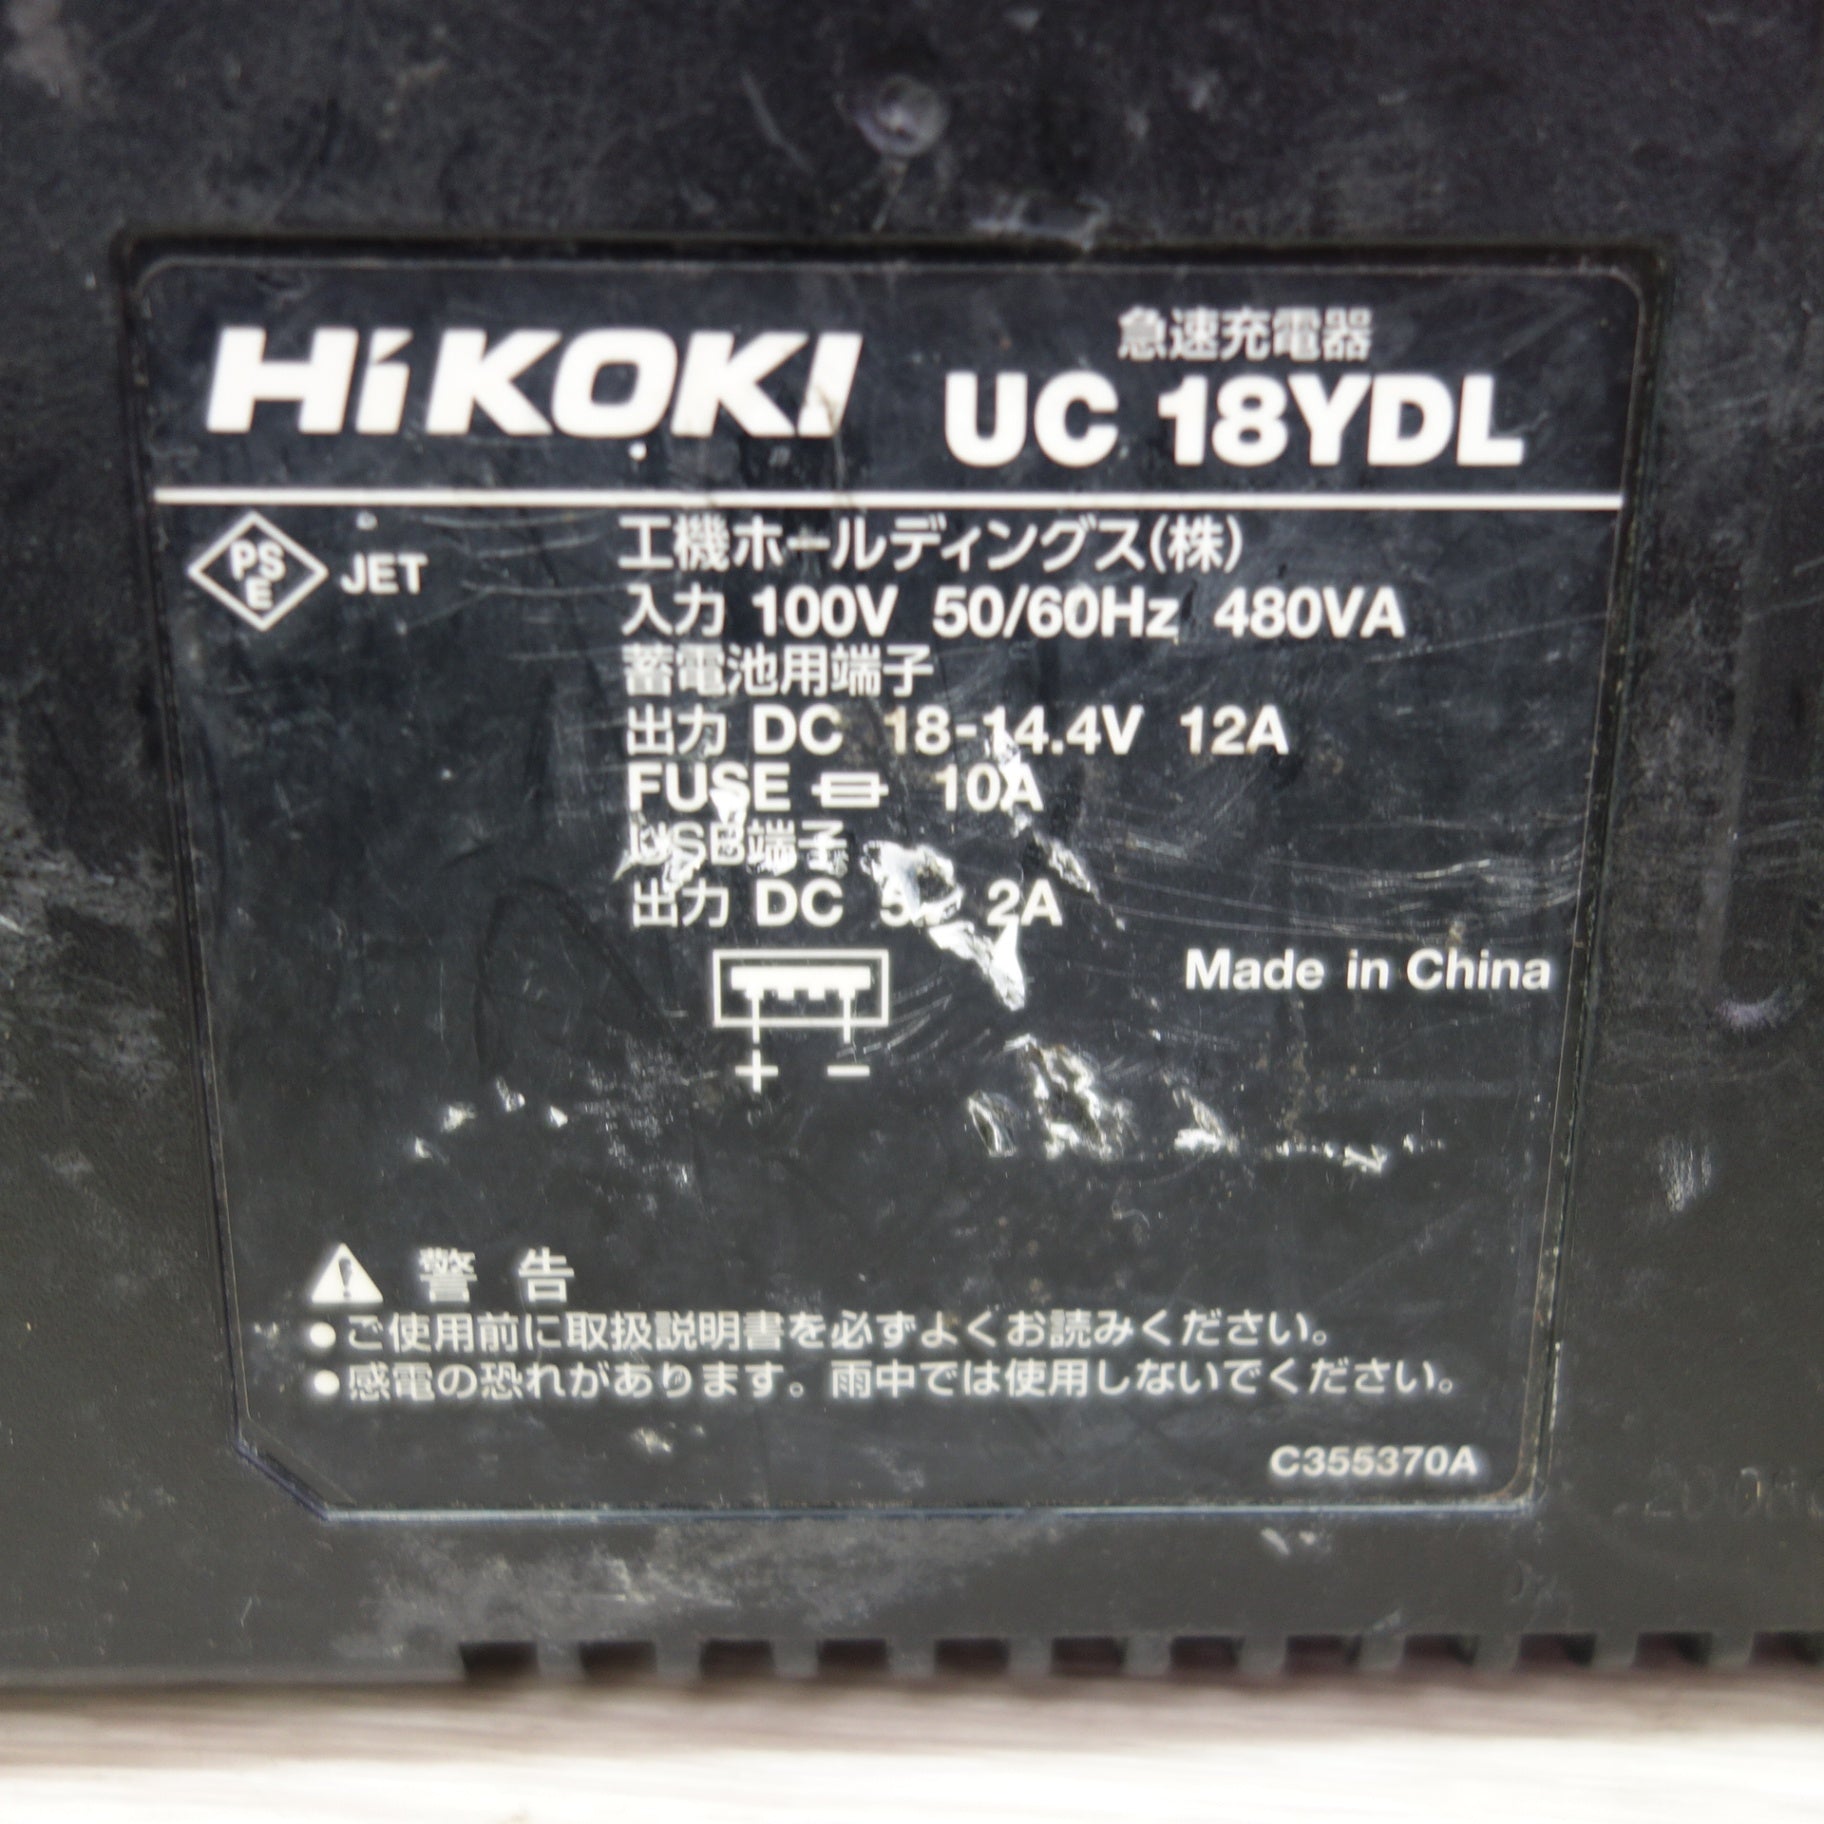 HiKOKI
急速充電器
UC 18YDL
PSE JET
工機ホールディングス(株)
入力 100V 50/60Hz 480VA
蓄電池用端子
出力 DC 18-14.4V 12A
FUSE 10A
USB端子
出力 DC 2A
Made in China
+ −
警 告
●ご使用前に取扱説明書を必ずよくお読みください。
●感電の恐れがあります。雨中では使用しないでください。
C355370A